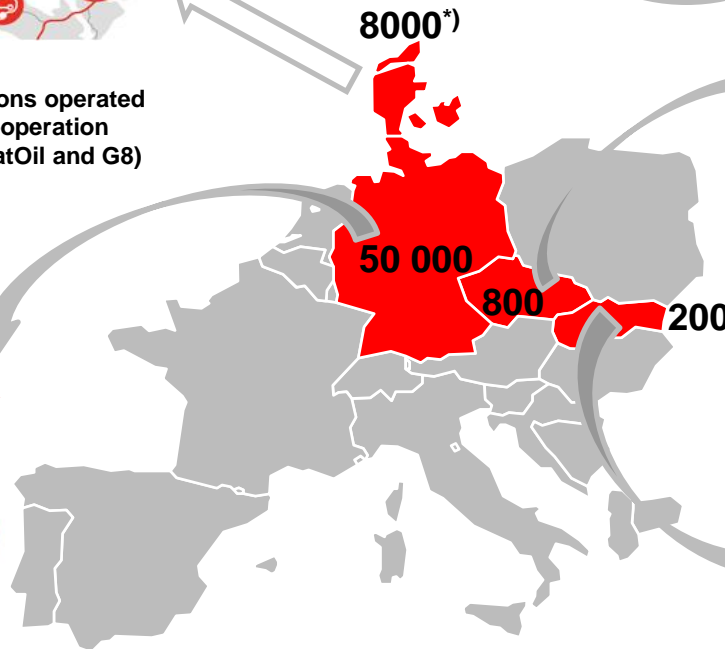 8000*)
ons operated
operation
atOil and G8)
50 000
800
200